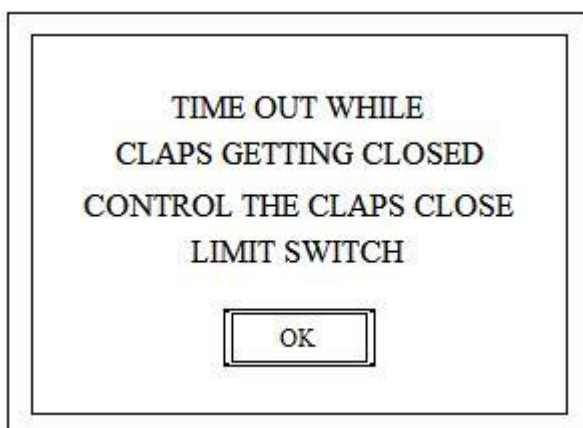 TIME OUT WHILE
CLAPS GETTING CLOSED
CONTROL THE CLAPS CLOSE
LIMIT SWITCH
OK